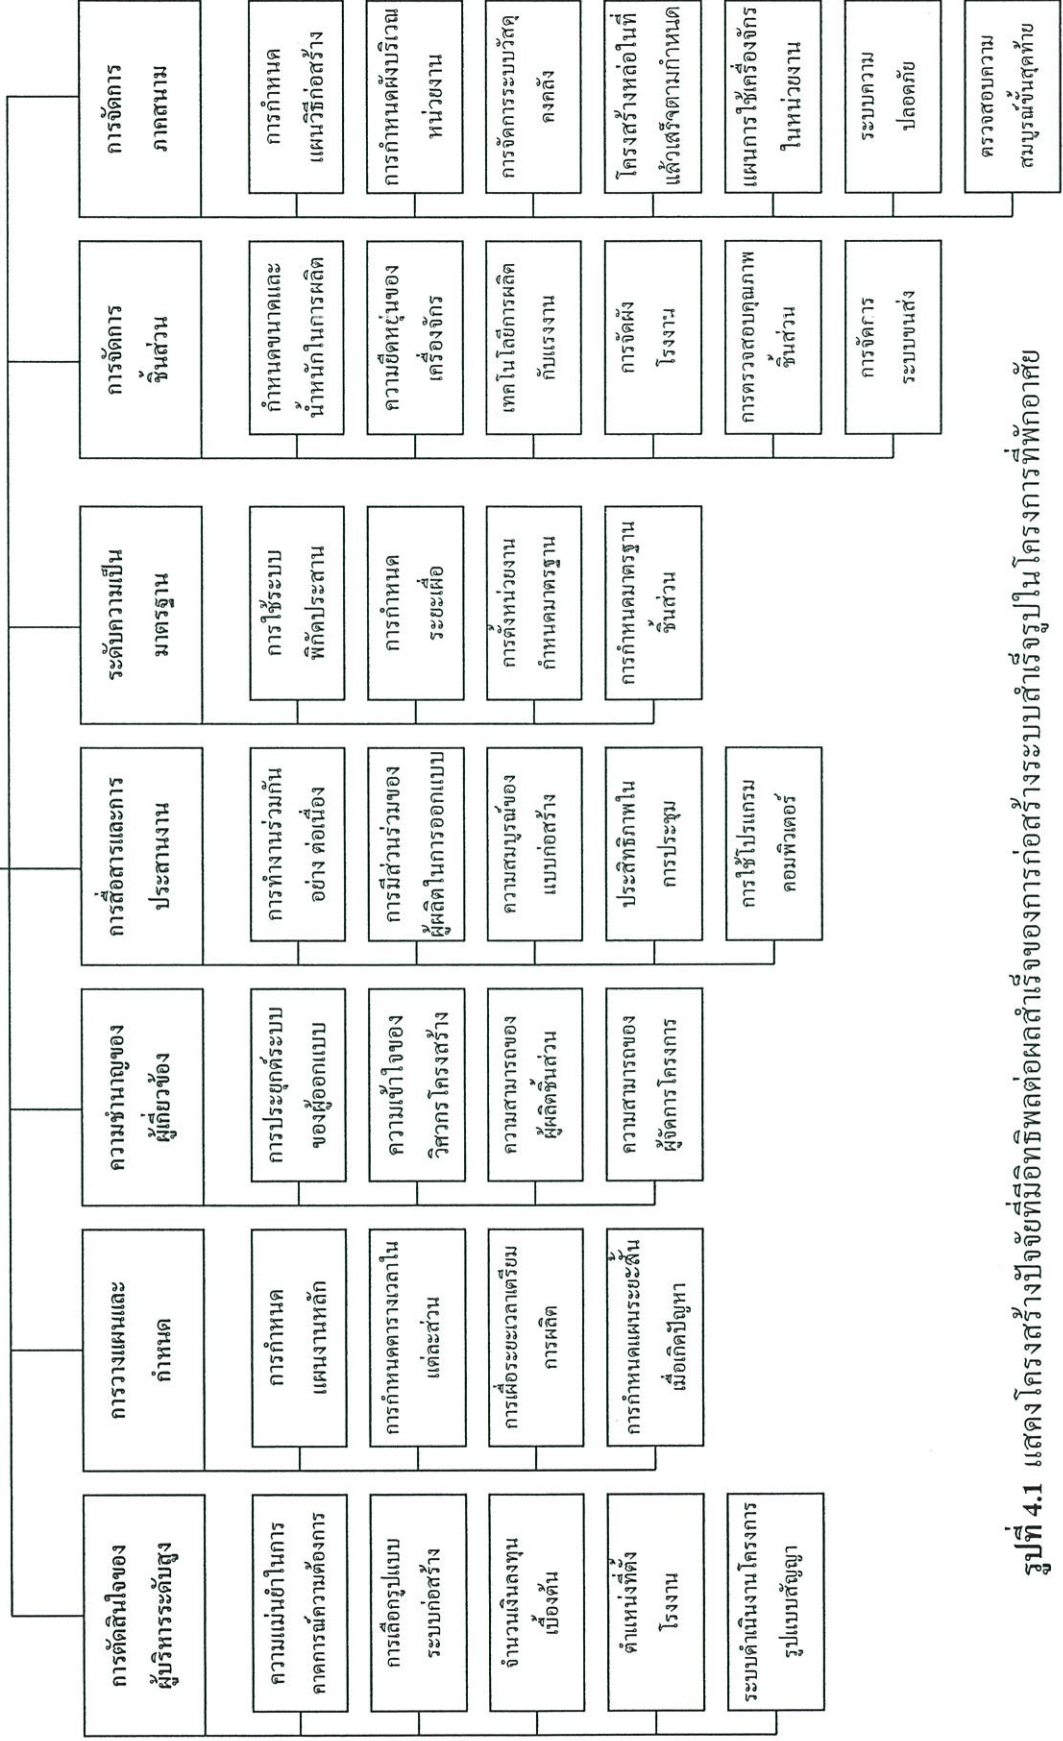 การตัดสินใจของ
ผู้บริหารระดับสูง
ความแม่นยำในการ
คาดการณ์ความต้องการ
การเลือกรูปแบบ
ระบบก่อสร้าง
จำนวนเงินลงทุน
เบื้องต้น
ตำแหน่งที่ตั้ง
โรงงาน
ระบบดำเนินงานโครงการ
รูปแบบสัญญา
การวางแผนและ
กำหนด
การกำหนด
แผนงานหลัก
การกำหนดตารางเวลาใน
แต่ละส่วน
การเผื่อระยะเวลาเตรียม
การผลิต
การกำหนดแผนระยะสั้น
เมื่อเกิดปัญหา
ความชำนาญของ
ผู้เกี่ยวข้อง
การประยุกต์ระบบ
ของผู้ออกแบบ
ความเข้าใจของ
วิศวกรโครงสร้าง
ความสามารถของ
ผู้ผลิตชิ้นส่วน
ความสามารถของ
ผู้จัดการโครงการ
การสื่อสารและการ
ประสานงาน
การทำงานร่วมกัน
อย่าง ต่อเนื่อง
การมีส่วนร่วมของ
ผู้ผลิตในการออกแบบ
ความสมบูรณ์ของ
แบบก่อสร้าง
ประสิทธิภาพใน
การประชุม
การใช้โปรแกรม
คอมพิวเตอร์
ระดับความเป็น
มาตรฐาน
การใช้ระบบ
พิกัดประสาน
การกำหนด
ระยะเผื่อ
การตั้งหน่วยงาน
กำหนดมาตรฐาน
การกำหนดมาตรฐาน
ชิ้นส่วน
การจัดการ
ชิ้นส่วน
กำหนดขนาดและ
น้ำหนักในการผลิต
ความยืดหยุ่นของ
เครื่องจักร
เทคโนโลยีการผลิต
กับแรงงาน
การจัดผัง
โรงงาน
การตรวจสอบคุณภาพ
ชิ้นส่วน
การจัดการ
ระบบขนส่ง
การจัดการ
ภาคสนาม
การกำหนด
แผนวิธีก่อสร้าง
การกำหนดผังบริเวณ
หน่วยงาน
การจัดการระบบวัสดุ
คงคลัง
โครงสร้างหล่อในที่
แล้วเสร็จตามกำหนด
แผนการใช้เครื่องจักร
ในหน่วยงาน
ระบบความ
ปลอดภัย
ตรวจสอบความ
สมบูรณ์ขั้นสุดท้าย
รูปที่ 4.1 แสดงโครงสร้างปัจจัยที่มีอิทธิพลต่อผลสำเร็จของการก่อสร้างระบบสำเร็จรูปในโครงการที่พักอาศัย